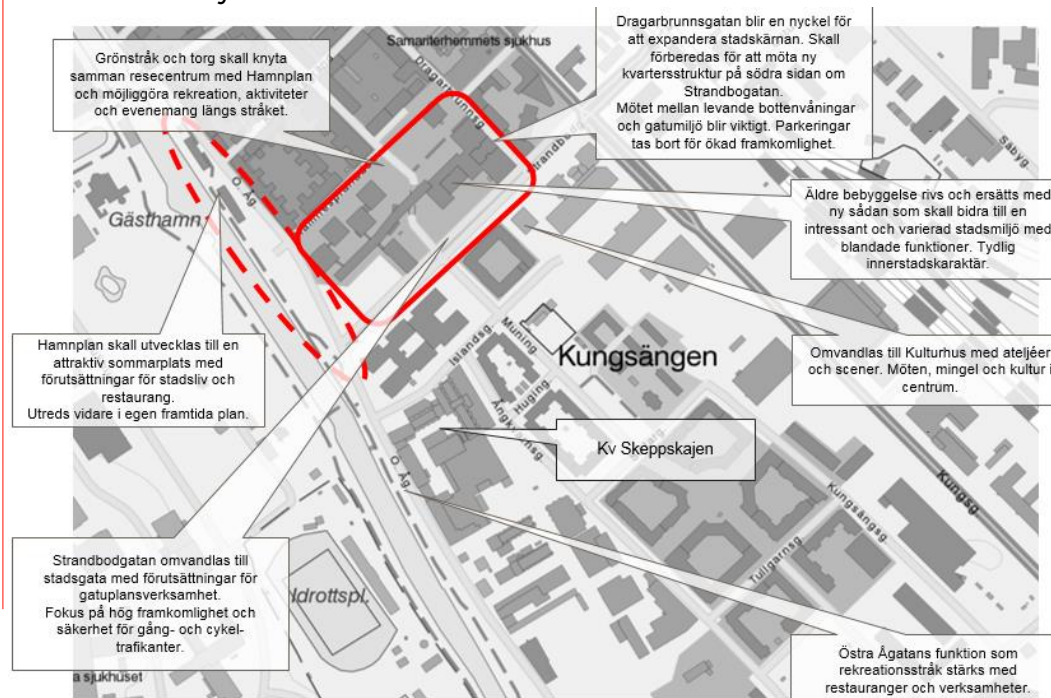 Grönstråk och torg skall knyta
samman resecentrum med Hamnplan
och möjliggöra rekreation, aktiviteter
och evenemang längs stråket.
Dragarbrunnsgatan blir en nyckel för
att expandera stadskärnan. Skall
förberedas för att möta ny
kvartersstruktur på södra sidan om
Strandbogatan.
Mötet mellan levande bottenvåningar
och gatumiljö blir viktigt. Parkeringar
tas bort för ökad framkomlighet.
Samariterhemmets sjukhus
Dragarbrunnsg
Sabyg.
Äldre bebyggelse rivs och ersätts med
ny sådan som skall bidra till en
intressant och varierad stadsmiljö med
blandade funktioner. Tydlig
innerstadskaraktär.
O. Åg.
Gästhamn
Hamnplan skall utvecklas till en
attraktiv sommarplats med
förutsättningar för stadsliv och
restaurang.
Utreds vidare i egen framtida plan.
Islandsg.
Muning
Huging
Kungsängen
Omvandlas till Kulturhus med ateljéer
och scener. Möten, mingel och kultur i
centrum.
Kv Skeppskajen
O. Åg.
Kungsg
Kungsängsg.
Tullgarnsg.
Strandbodgatan omvandlas till
stadsgata med förutsättningar för
gatuplansverksamhet.
Fokus på hög framkomlighet och
säkerhet för gång- och cykel-
trafikanter.
Idrottspl.
a sjukhuset
Östra Ågatans funktion som
rekreationsstråk stärks med
restauranger och verksamheter.